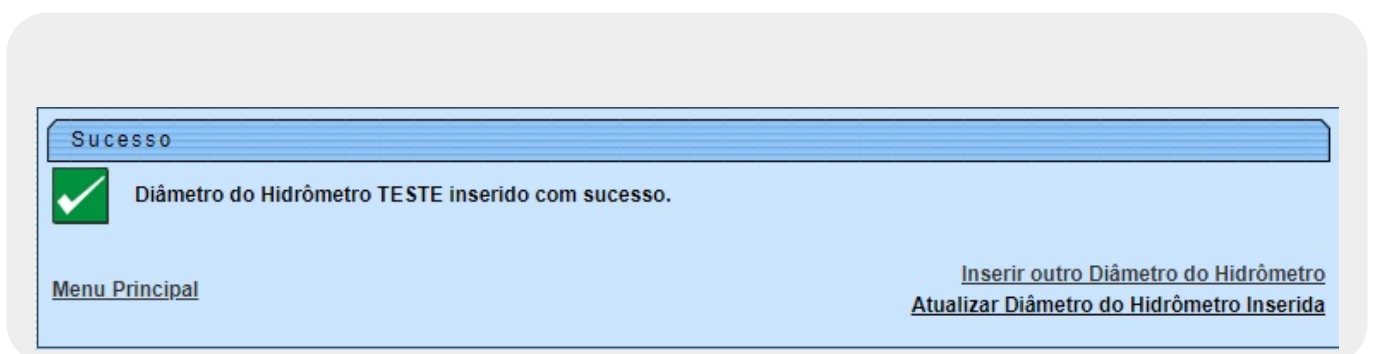 Sucesso
Diâmetro do Hidrômetro TESTE inserido com sucesso.
Inserir outro Diâmetro do Hidrômetro
Menu Principal
Atualizar Diâmetro do Hidrômetro Inserida